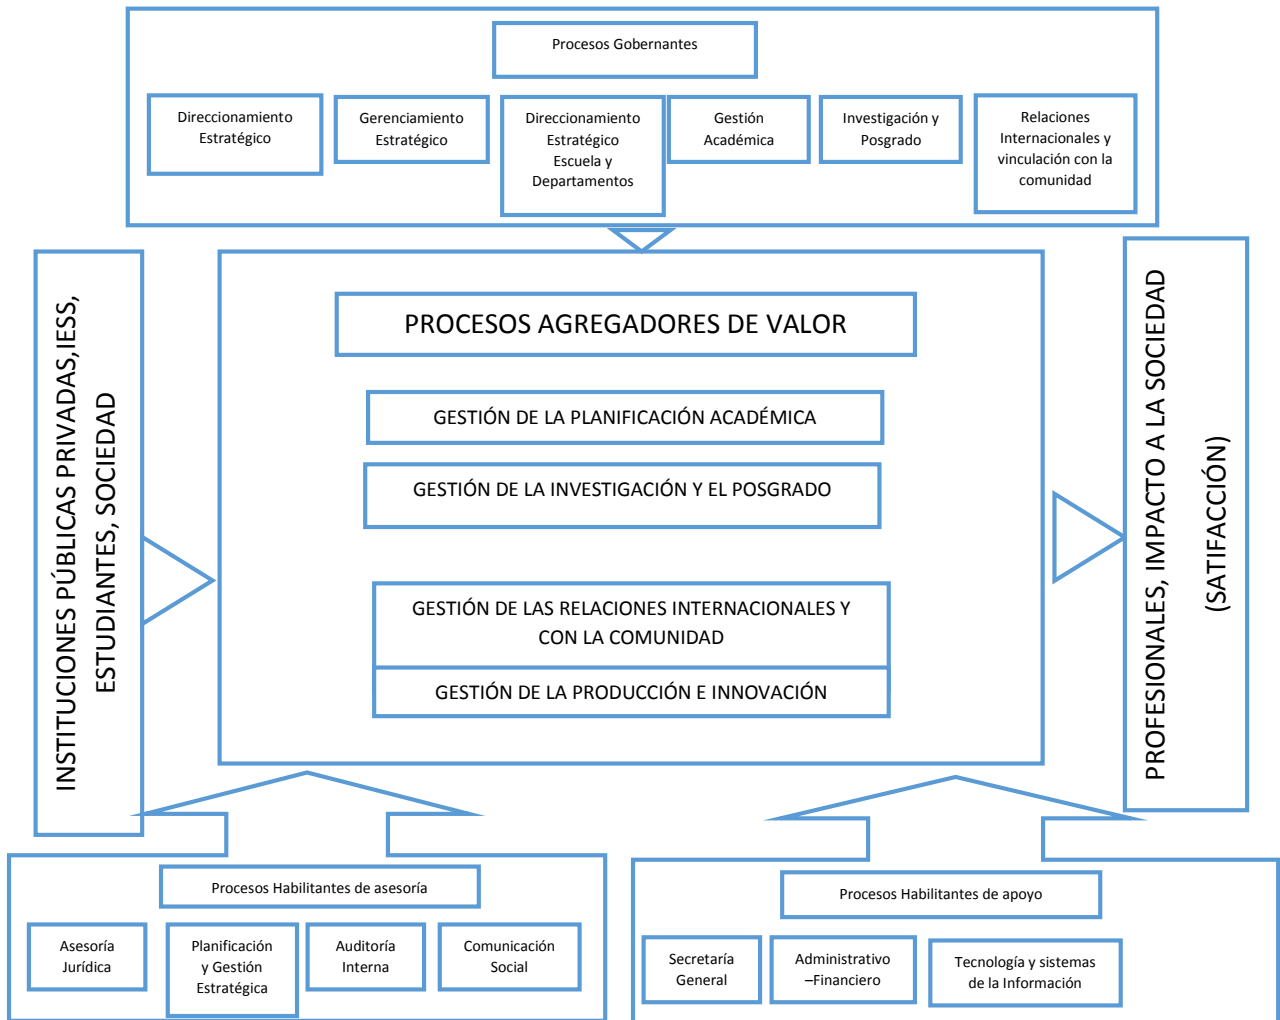 Procesos Gobernantes
Direccionamiento
Estratégico
Gerenciamiento
Estratégico
Direccionamiento
Estratégico
Escuela y
Departamentos
Gestión
Académica
Investigación y
Posgrado
Relaciones
Internacionales y
vinculación con la
comunidad
INSTITUCIONES PÚBLICAS PRIVADAS,IESS,
ESTUDIANTES, SOCIEDAD
PROCESOS AGREGADORES DE VALOR
GESTIÓN DE LA PLANIFICACIÓN ACADÉMICA
GESTIÓN DE LA INVESTIGACIÓN Y EL POSGRADO
GESTIÓN DE LAS RELACIONES INTERNACIONALES Y
CON LA COMUNIDAD
GESTIÓN DE LA PRODUCCIÓN E INNOVACIÓN
PROFESIONALES, IMPACTO A LA SOCIEDAD
(SATIFACCIÓN)
Procesos Habilitantes de asesoría
Asesoría
Jurídica
Planificación
y Gestión
Estratégica
Auditoría
Interna
Comunicación
Social
Procesos Habilitantes de apoyo
Secretaría
General
Administrativo
–Financiero
Tecnología y sistemas
de la Información